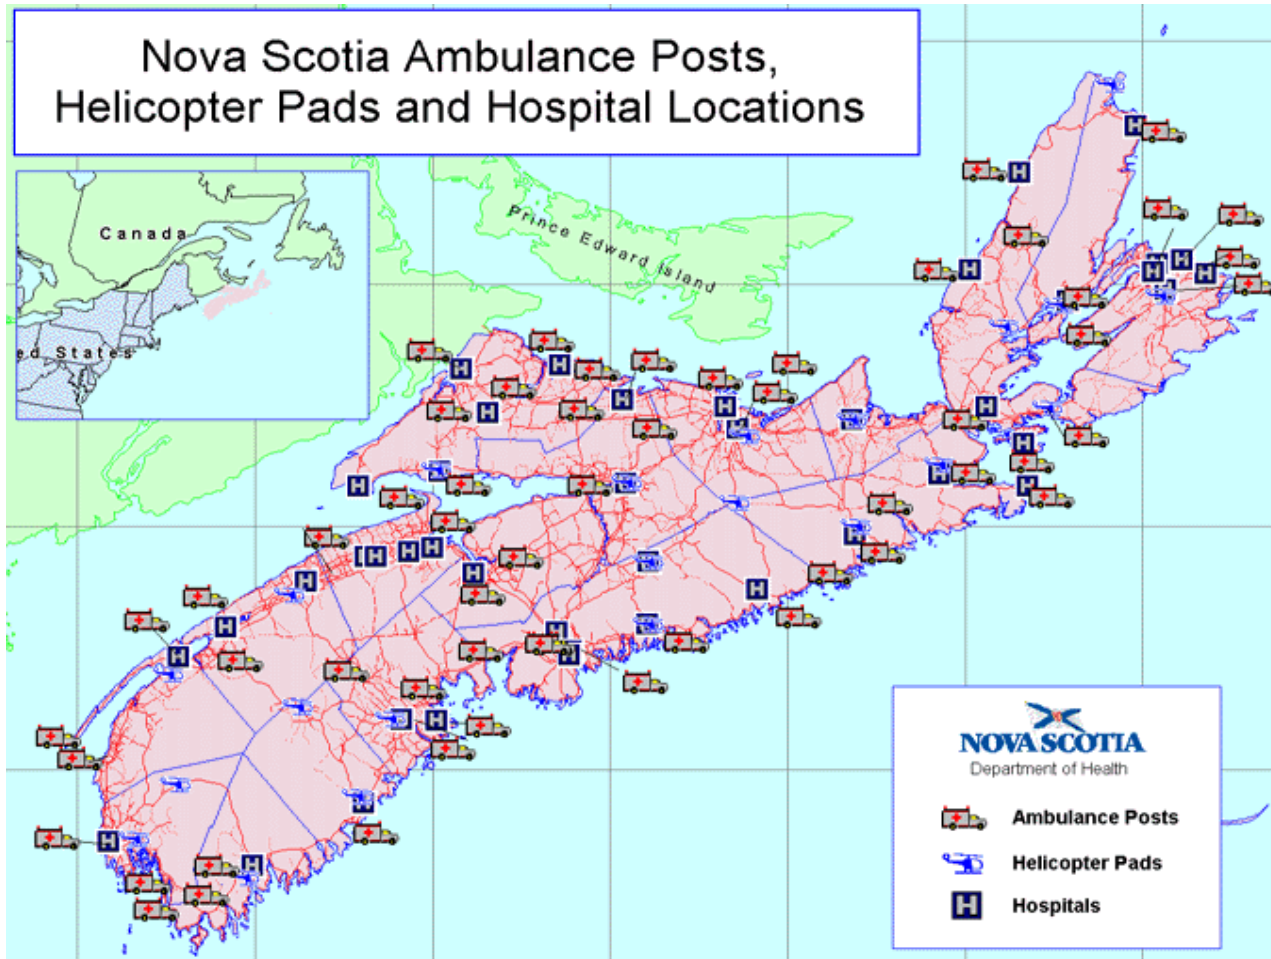 Nova Scotia Ambulance Posts,
Helicopter Pads and Hospital Locations
Canada
ed States
Prince Edward Island
NOVA SCOTIA
Department of Health
Ambulance Posts
Helicopter Pads
H Hospitals